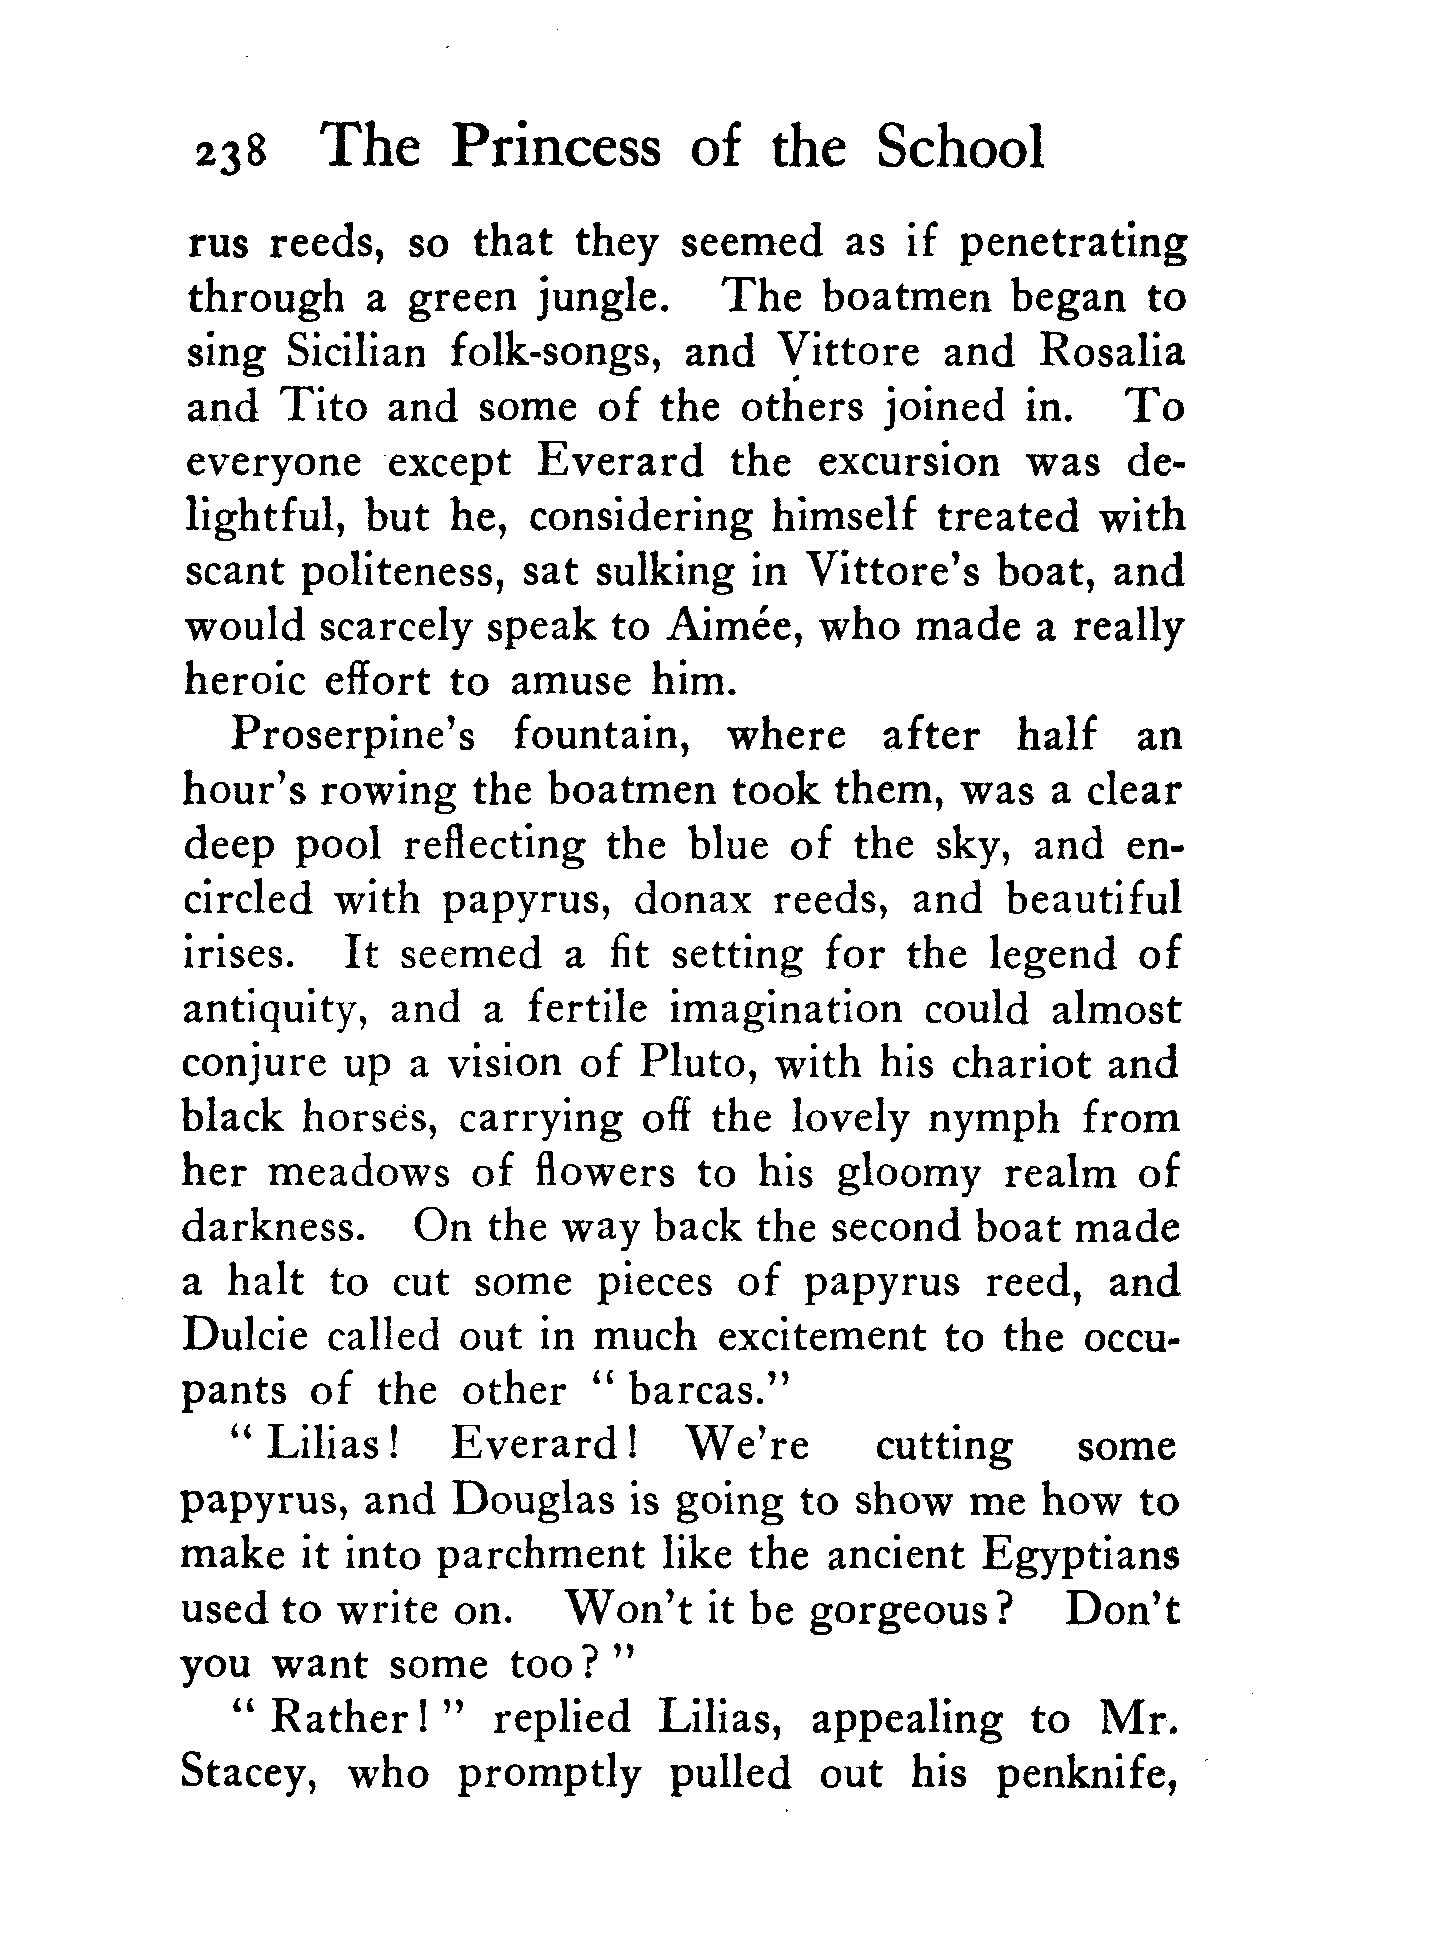 238 The Princess of the School
rus reeds, so that they seemed as if penetrating
through a green jungle. The boatmen began to
sing Sicilian folk-songs, and Vittore and Rosalia
and Tito and some of the others joined in. To
everyone except Everard the excursion was de-
lightful, but he, considering himself treated with
scant politeness, sat sulking in Vittore's boat, and
would scarcely speak to Aimée, who made a really
heroic effort to amuse him.
Proserpine's fountain, where after half an
hour's rowing the boatmen took them, was a clear
deep pool reflecting the blue of the sky, and en-
circled with papyrus, donax reeds, and beautiful
irises. It seemed a fit setting for the legend of
antiquity, and a fertile imagination could almost
conjure up a vision of Pluto, with his chariot and
black horses, carrying off the lovely nymph from
her meadows of flowers to his gloomy realm of
darkness. On the way back the second boat made
a halt to cut some pieces of papyrus reed, and
Dulcie called out in much excitement to the occu-
pants of the other " barcas."
" Lilias! Everard! We're cutting some
papyrus, and Douglas is going to show me how to
make it into parchment like the ancient Egyptians
used to write on. Won't it be gorgeous? Don't
you want some too?"
" Rather!" replied Lilias, appealing to Mr.
Stacey, who promptly pulled out his penknife,